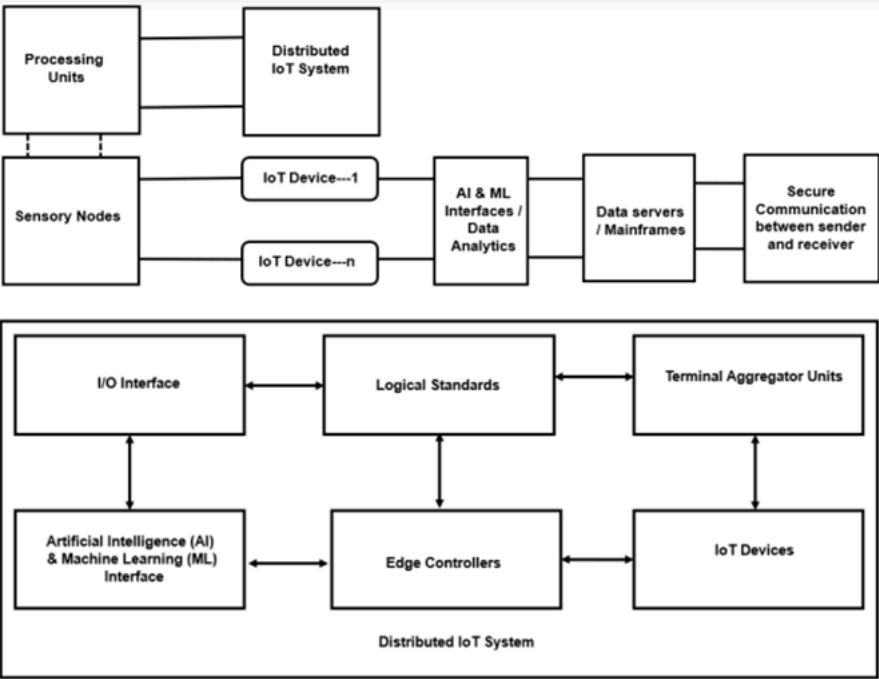 Processing
Units
Distributed
IoT System
Sensory Nodes
IoT Device---1
IoT Device---n
AI & ML
Interfaces /
Data
Analytics
Data servers
/ Mainframes
Secure
Communication
between sender
and receiver
I/O Interface
Logical Standards
Terminal Aggregator Units
Artificial Intelligence (AI)
& Machine Learning (ML)
Interface
Edge Controllers
IoT Devices
Distributed IoT System